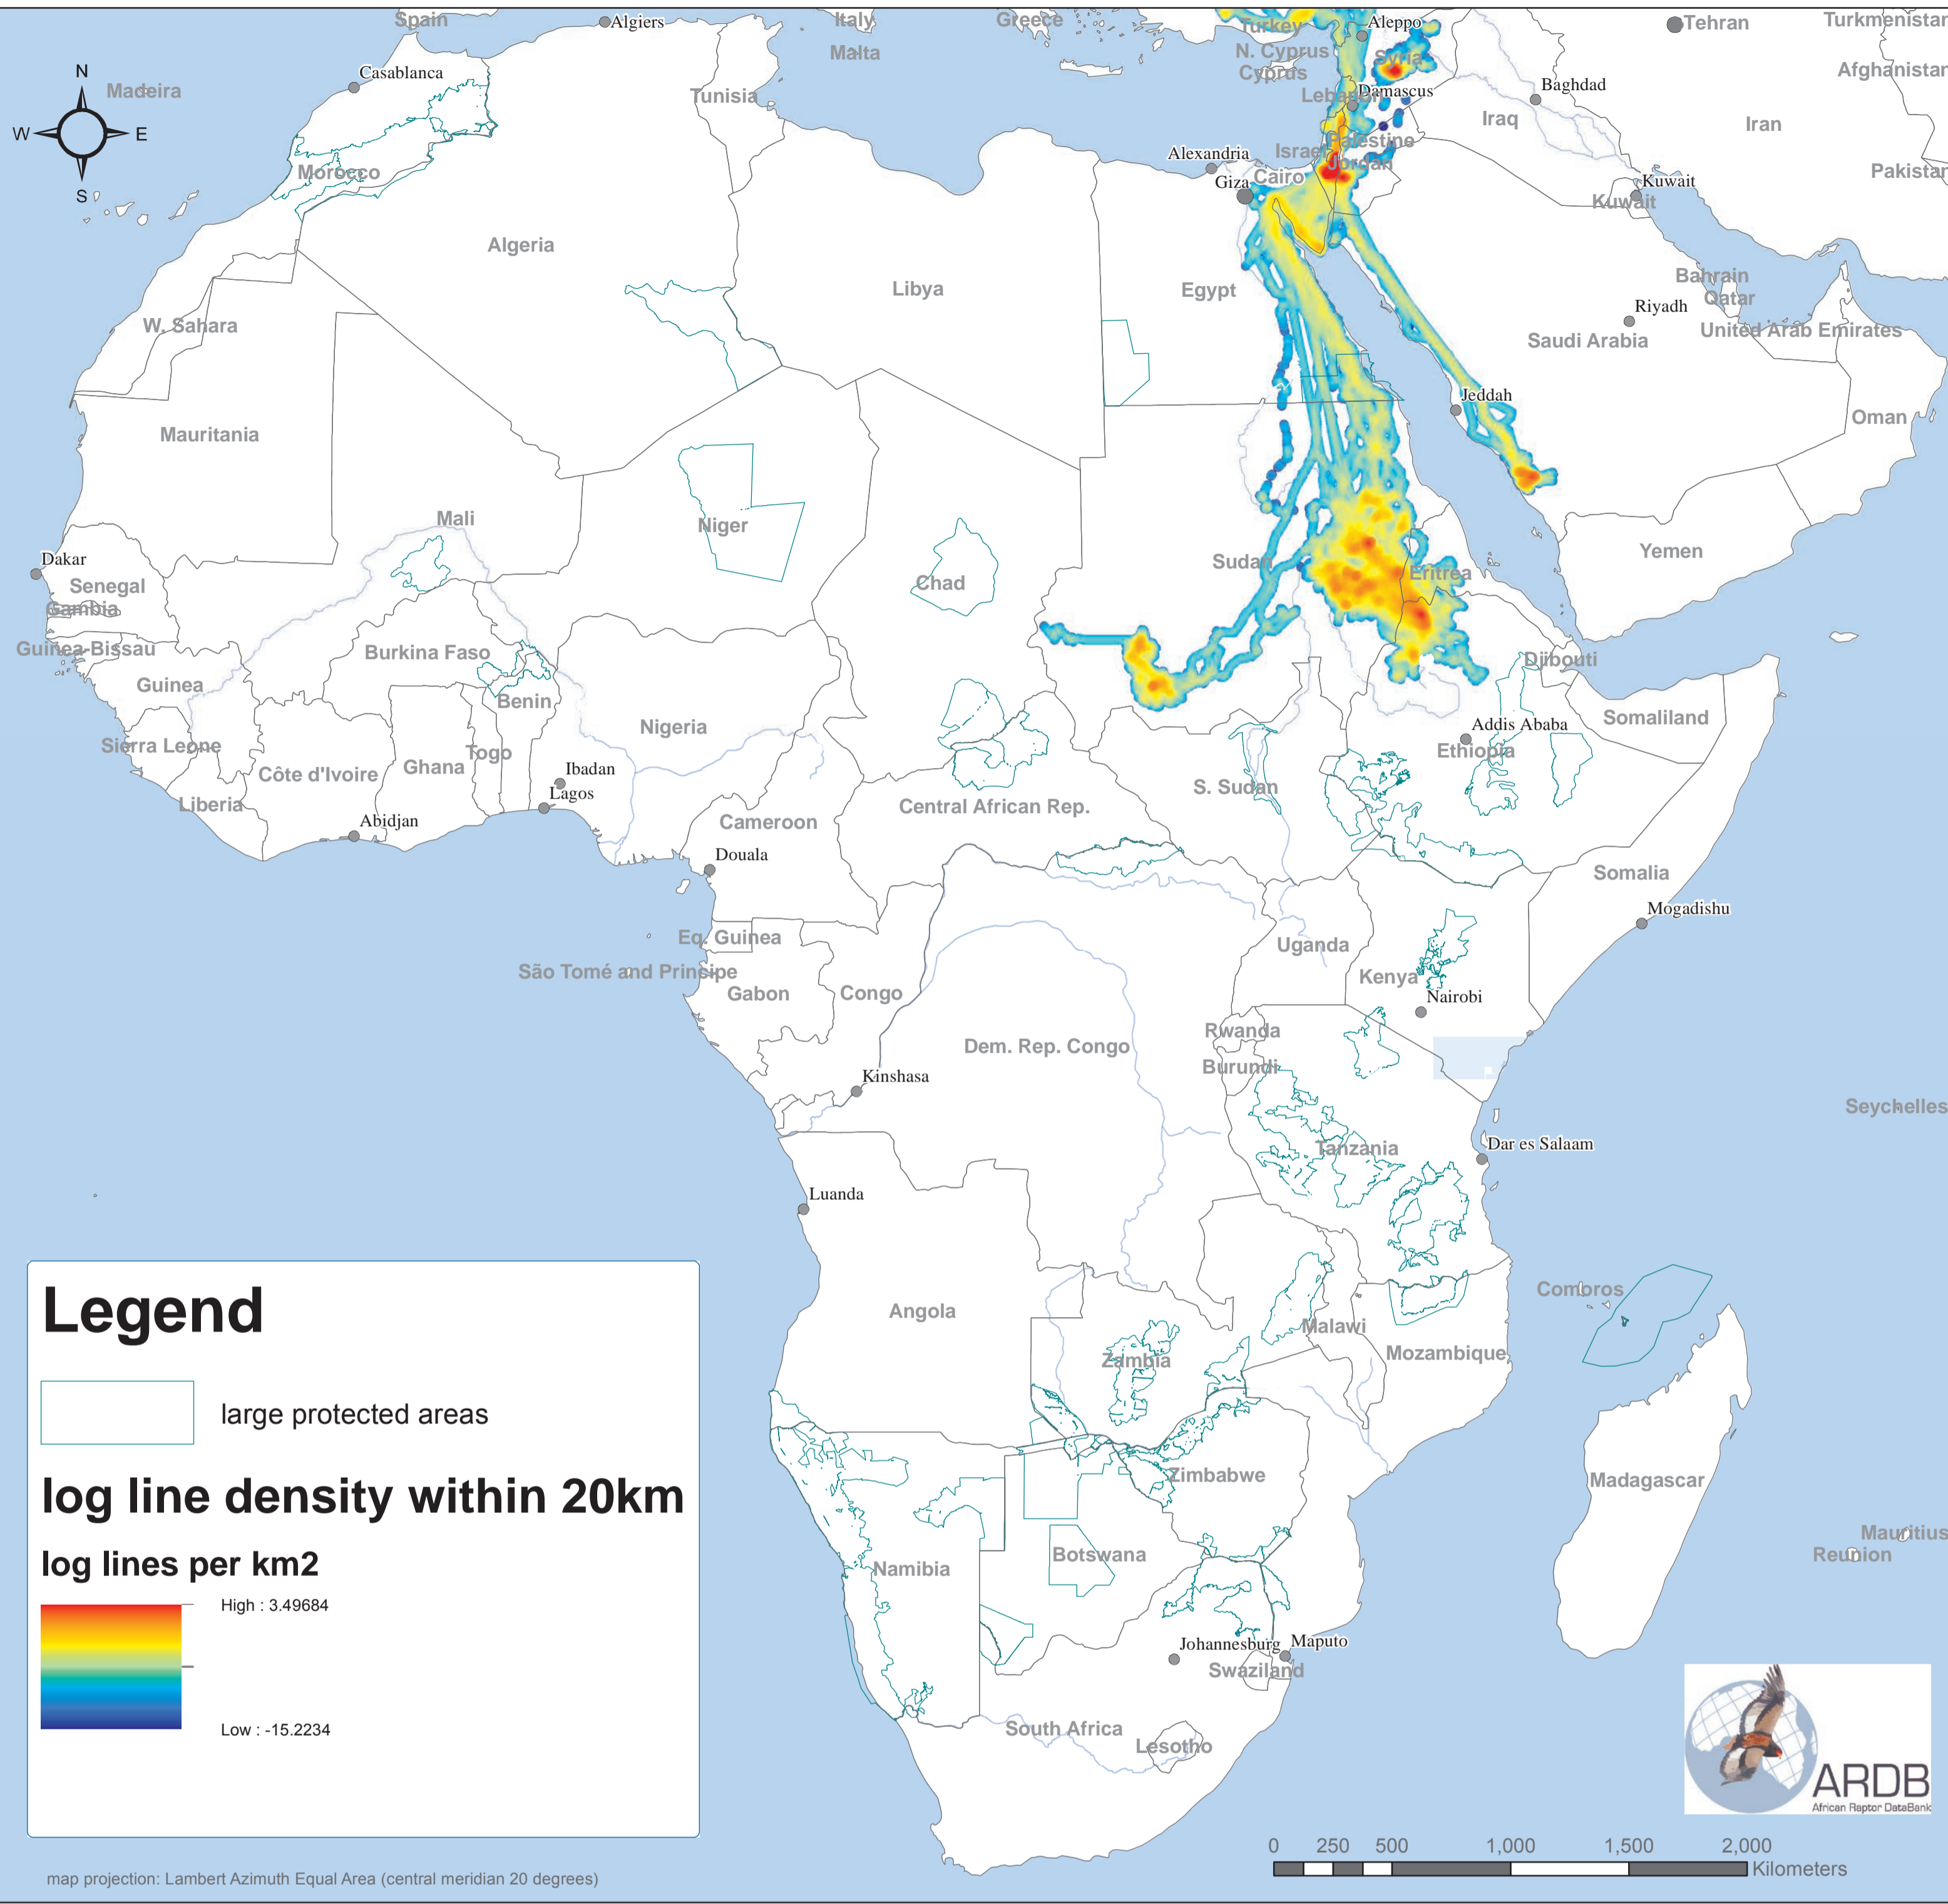 Spain
Algiers
Italy
Greece
Turkey
Aleppo
Tehran
Turkmenistan
Malta
N. Cyprus
Cyprus
Syria
Afghanistan
N
Madeira
Casablanca
Tunisia
Lebanon
Damascus
Baghdad
Iraq
Iran
W
E
S
Morocco
Alexandria
Israel
Palestine
Jordan
Giza
Cairo
Kuwait
Kuwait
Pakistan
Algeria
Libya
Egypt
Bahrain
Qatar
Riyadh
United Arab Emirates
Saudi Arabia
W. Sahara
Jeddah
Oman
Mauritania
Mali
Niger
Dakar
Senegal
Gambia
Chad
Sudan
Eritrea
Yemen
Guinea-Bissau
Burkina Faso
Djibouti
Guinea
Benin
Nigeria
Addis Ababa
Ethiopia
Somaliland
Sierra Leone
Côte d'Ivoire
Ghana
Togo
Ibadan
Lagos
Central African Rep.
S. Sudan
Liberia
Abidjan
Cameroon
Douala
Somalia
Mogadishu
Eq. Guinea
São Tomé and Principe
Gabon
Congo
Uganda
Kenya
Nairobi
Rwanda
Burundi
Dem. Rep. Congo
Kinshasa
Seychelles
Tanzania
Dar es Salaam
Luanda
Angola
Comoros
Malawi
Zambia
Mozambique
Zimbabwe
Madagascar
Mauritius
Reunion
Namibia
Botswana
Johannesburg
Maputo
Swaziland
South Africa
Lesotho
Legend
large protected areas
log line density within 20km
log lines per km2
High : 3.49684
Low : -15.2234
ARDB
African Raptor DataBank
0 250 500 1,000 1,500 2,000
Kilometers
map projection: Lambert Azimuth Equal Area (central meridian 20 degrees)